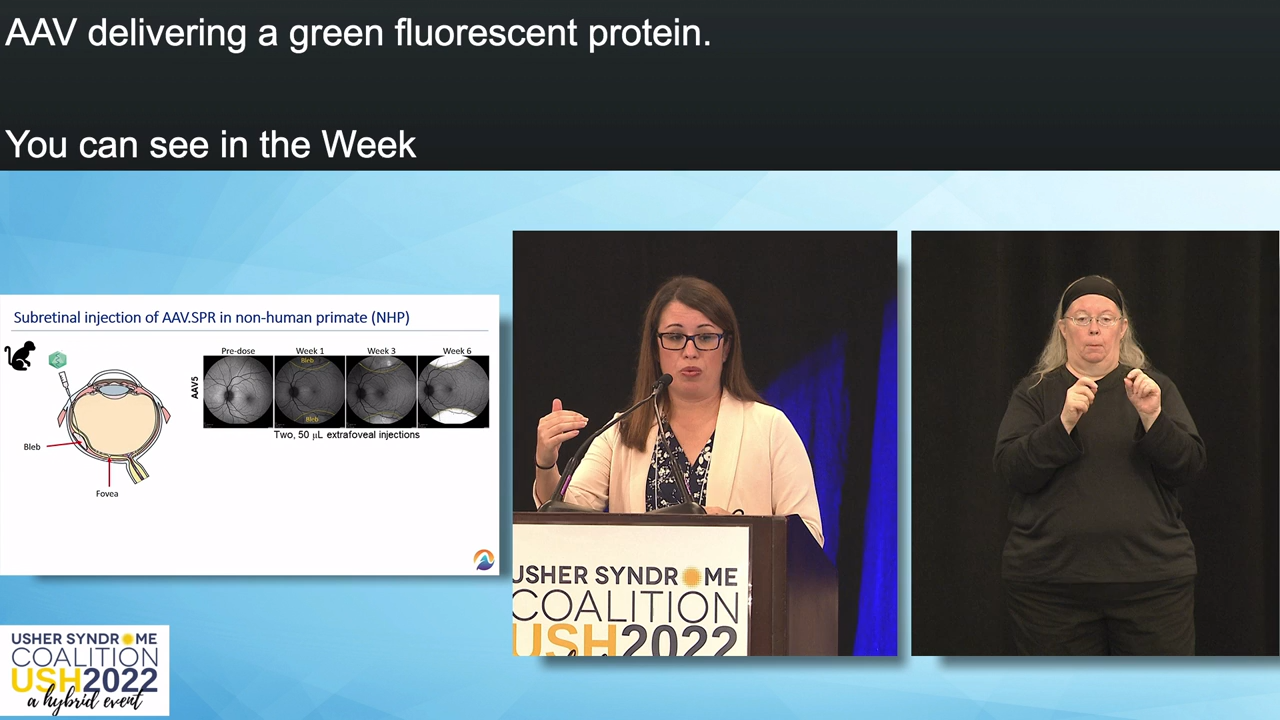 AAV delivering a green fluorescent protein.
You can see in the Week
Subretinal injection of AAV.SPR in non-human primate (NHP)
Pre-dose Week 1 Week 3 Week 6
AAV5
Bleb
Bleb
Two, 50 µL extrafoveal injections
Bleb
Fovea
USHER SYNDROME
COALITION
USH2022
USHER SYNDROME
COALITION
USH2022
a hybrid event